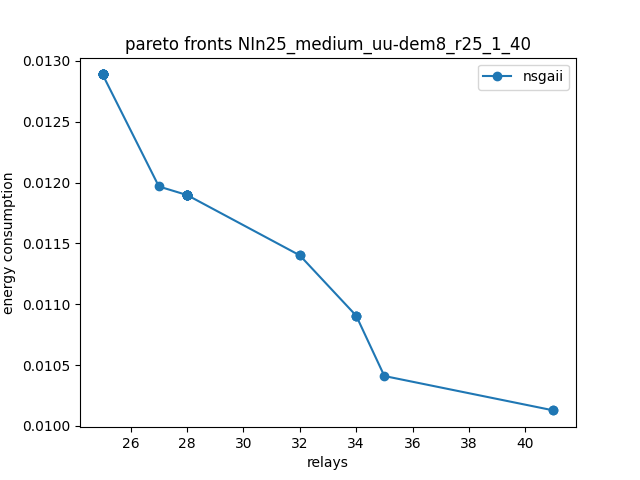 pareto fronts NIn25_medium_uu-dem8_r25_1_40
nsgaii
0.0130
0.0125
0.0120
0.0115
0.0110
0.0105
0.0100
energy consumption
26 28 30 32 34 36 38 40
relays